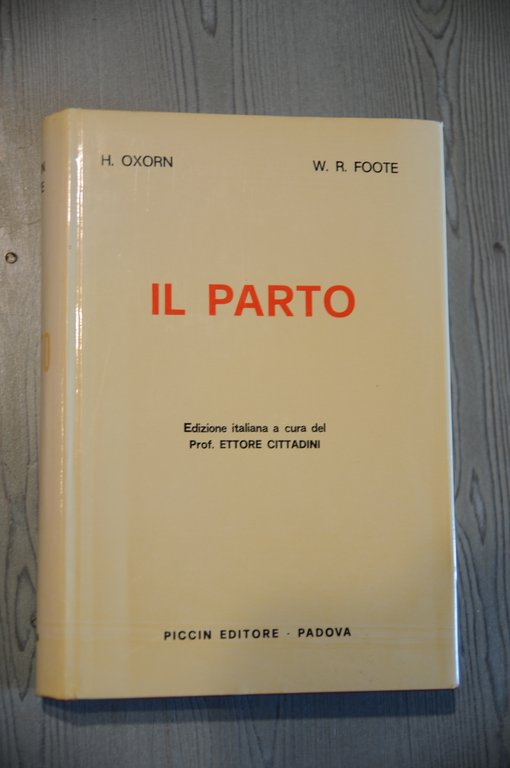 H. OXORN W. R. FOOTE
IL PARTO
Edizione italiana a cura del
Prof. ETTORE CITTADINI
PICCIN EDITORE - PADOVA